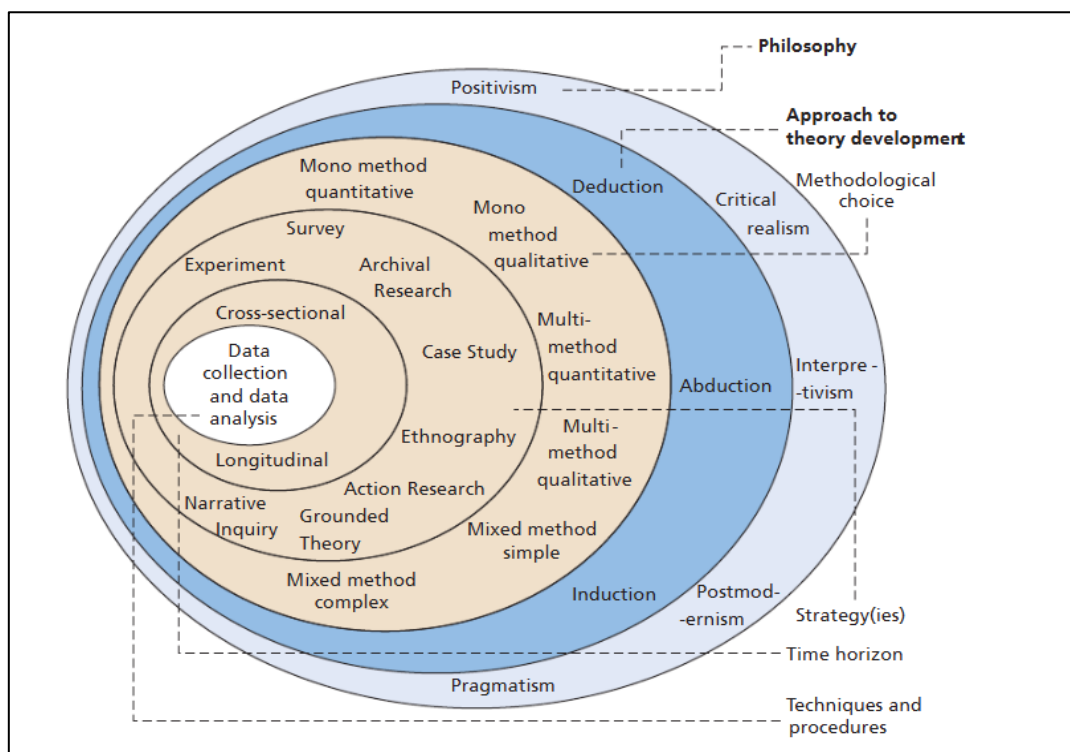 Philosophy
Positivism
Approach to
theory development
Mono method
quantitative
Deduction
Methodological
choice
Critical
realism
Mono
method
qualitative
Survey
Experiment
Archival
Research
Cross-sectional
Multi-
method
quantitative
Data
collection
and data
analysis
Case Study
Abduction
Interpre -
-tivism
Ethnography
Multi-
method
qualitative
Longitudinal
Action Research
Narrative
Inquiry
Grounded
Theory
Mixed method
simple
Mixed method
complex
Induction
Postmod-
-ernism
Strategy(ies)
Time horizon
Pragmatism
Techniques and
procedures